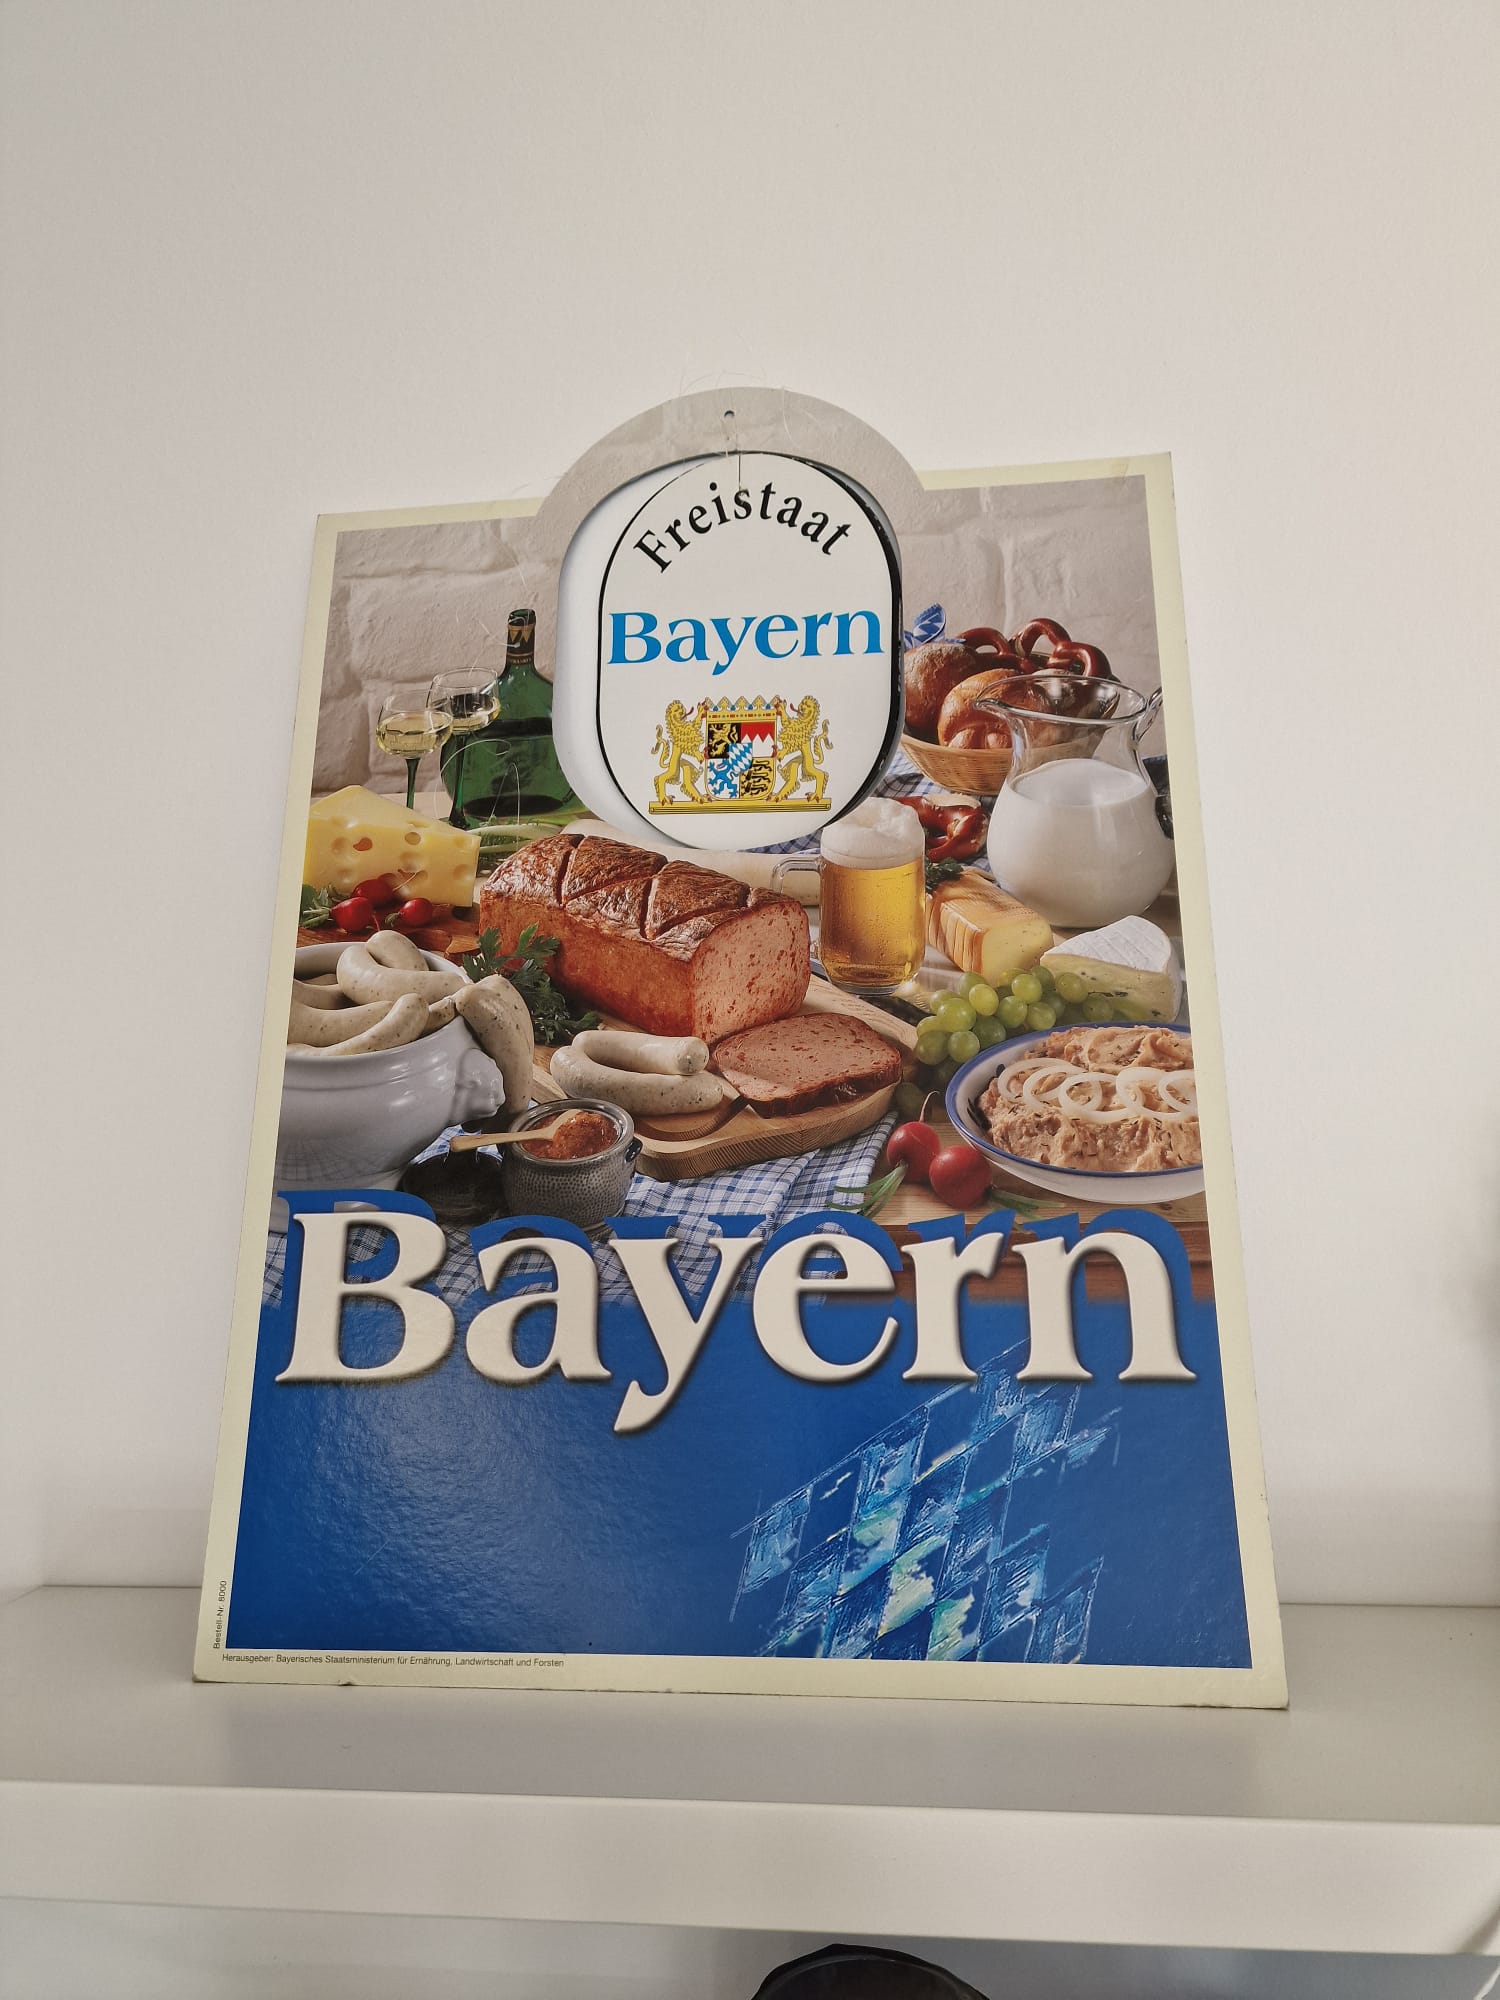 Freistaat
Bayern
Bayern
Bestell-Nr. 8000
Herausgeber: Bayerisches Staatsministerium für Ernährung, Landwirtschaft und Forsten